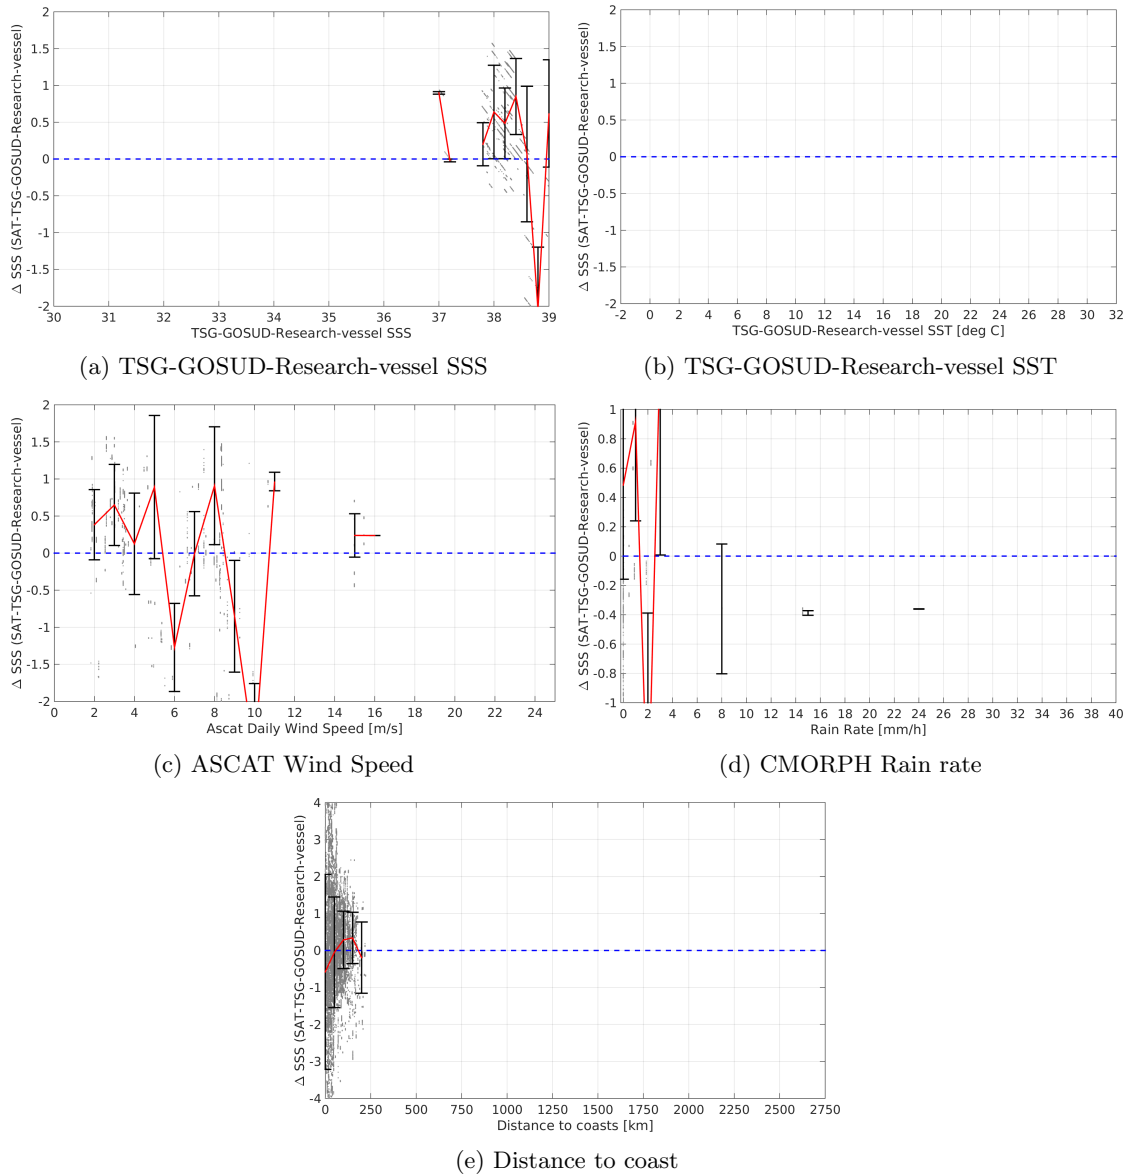 Δ SSS (SAT-TSG-GOSUD-Research-vessel)
2
1.5
1
0.5
0
-0.5
-1
-1.5
-2
30 31 32 33 34 35 36 37 38 39
TSG-GOSUD-Research-vessel SSS
(a) TSG-GOSUD-Research-vessel SSS
Δ SSS (SAT-TSG-GOSUD-Research-vessel)
2
1.5
1
0.5
0
-0.5
-1
-1.5
-2
-2 0 2 4 6 8 10 12 14 16 18 20 22 24 26 28 30 32
TSG-GOSUD-Research-vessel SST [deg C]
(b) TSG-GOSUD-Research-vessel SST
Δ SSS (SAT-TSG-GOSUD-Research-vessel)
2
1.5
1
0.5
0
-0.5
-1
-1.5
-2
0 2 4 6 8 10 12 14 16 18 20 22 24
Ascat Daily Wind Speed [m/s]
(c) ASCAT Wind Speed
Δ SSS (SAT-TSG-GOSUD-Research-vessel)
1
0.8
0.6
0.4
0.2
0
-0.2
-0.4
-0.6
-0.8
-1
0 2 4 6 8 10 12 14 16 18 20 22 24 26 28 30 32 34 36 38 40
Rain Rate [mm/h]
(d) CMORPH Rain rate
Δ SSS (SAT-TSG-GOSUD-Research-vessel)
4
3
2
1
0
-1
-2
-3
-4
0 250 500 750 1000 1250 1500 1750 2000 2250 2500 2750
Distance to coasts [km]
(e) Distance to coast